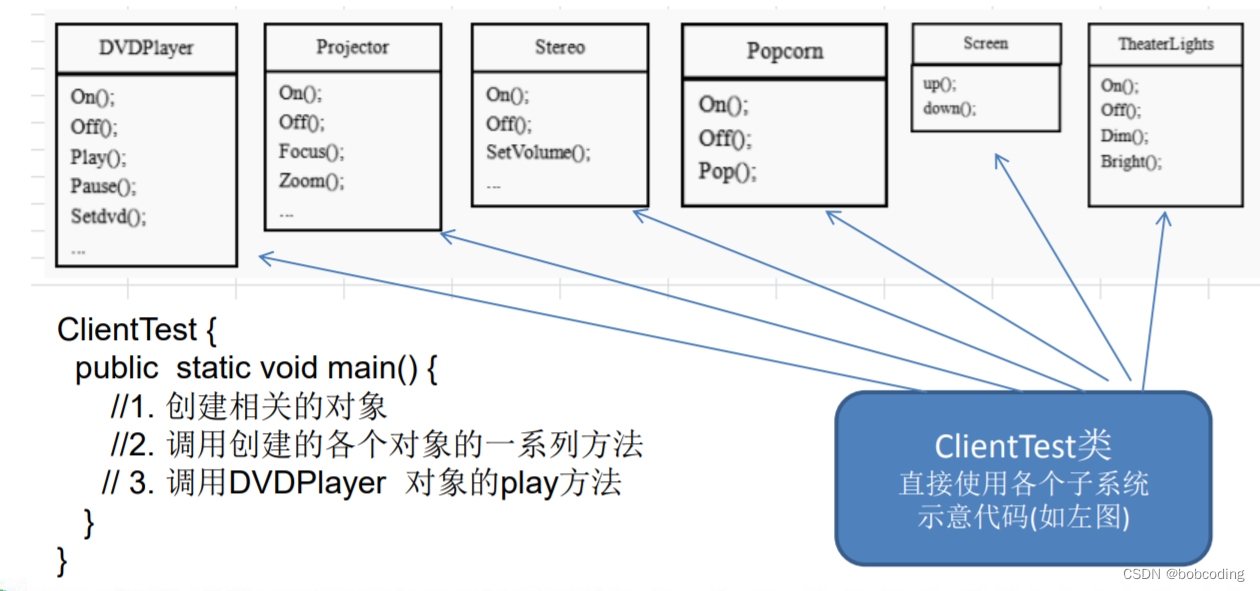 DVDPlayer
On();
Off();
Play();
Pause();
Setdvd();
...
Projector
On();
Off();
Focus();
Zoom();
...
Stereo
On();
Off();
SetVolume();
...
Popcorn
On();
Off();
Pop();
Screen
up();
down();
TheaterLights
On();
Off();
Dim();
Bright();
ClientTest {
public static void main() {
//1. 创建相关的对象
//2. 调用创建的各个对象的一系列方法
// 3. 调用DVDPlayer 对象的play方法
}
}
ClientTest类
直接使用各个子系统
示意代码(如左图)
CSDN @bobcoding